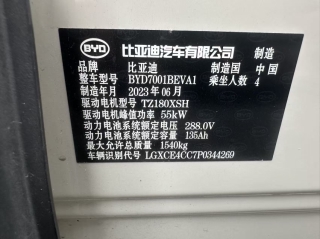 BYD 比亚迪汽车有限公司 制造
品牌 比亚迪 制造国 中国
整车型号 BYD7001BEVA1 乘坐人数 4
制造年月 2023年06月
驱动电机型号 TZ180XSH
驱动电机峰值功率 55kW
动力电池系统额定电压 288.0V
动力电池系统额定容量 135Ah
最大允许总质量 1540kg
车辆识别代号 LGXCE4CC7P0344269